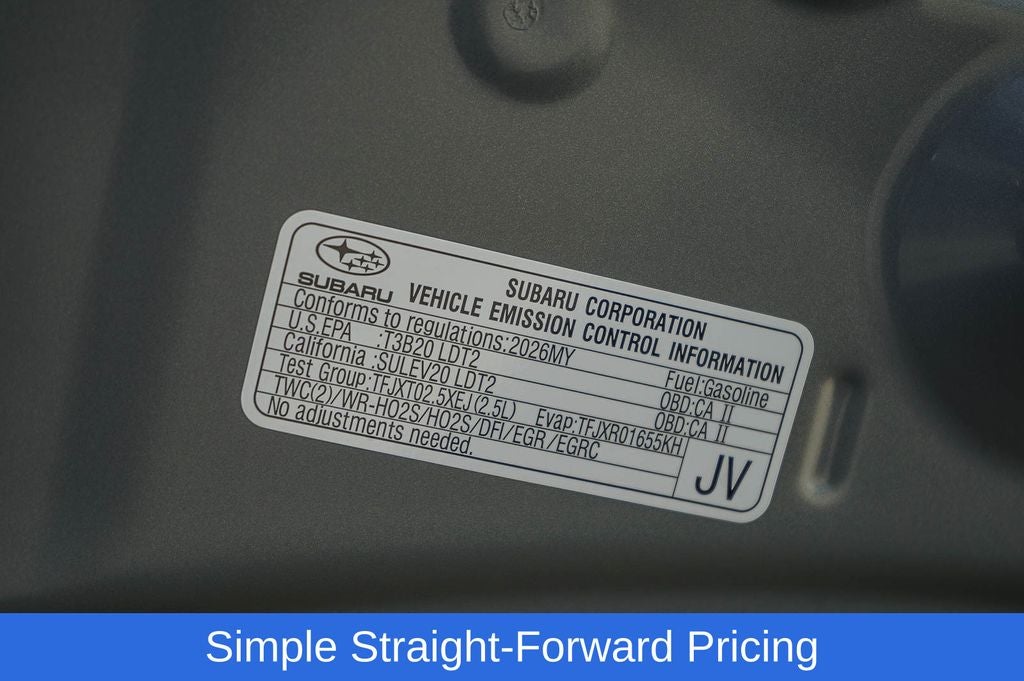 SUBARU
SUBARU CORPORATION
VEHICLE EMISSION CONTROL INFORMATION
Conforms to regulations:2026MY Fuel:Gasoline
U.S.EPA :T3B20 LDT2 OBD:CA II
California :SULEV20 LDT2 OBD:CA II
Test Group:TFJXT02.5XEJ(2.5L) Evap:TFJXR01655KH
TWC(2)/WR-HO2S/HO2S/DFI/EGR/EGRC
No adjustments needed.
JV
Simple Straight-Forward Pricing